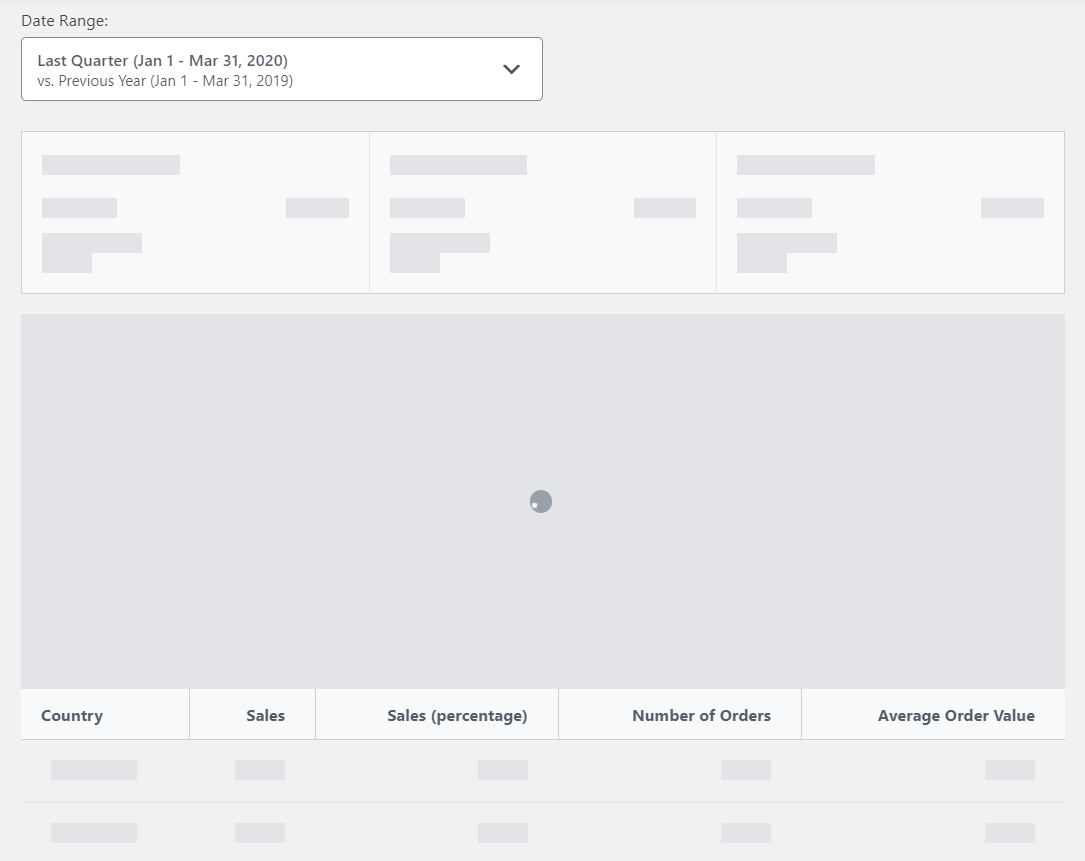 Date Range:
Last Quarter (Jan 1 - Mar 31, 2020)
vs. Previous Year (Jan 1 - Mar 31, 2019)
Country
Sales
Sales (percentage)
Number of Orders
Average Order Value